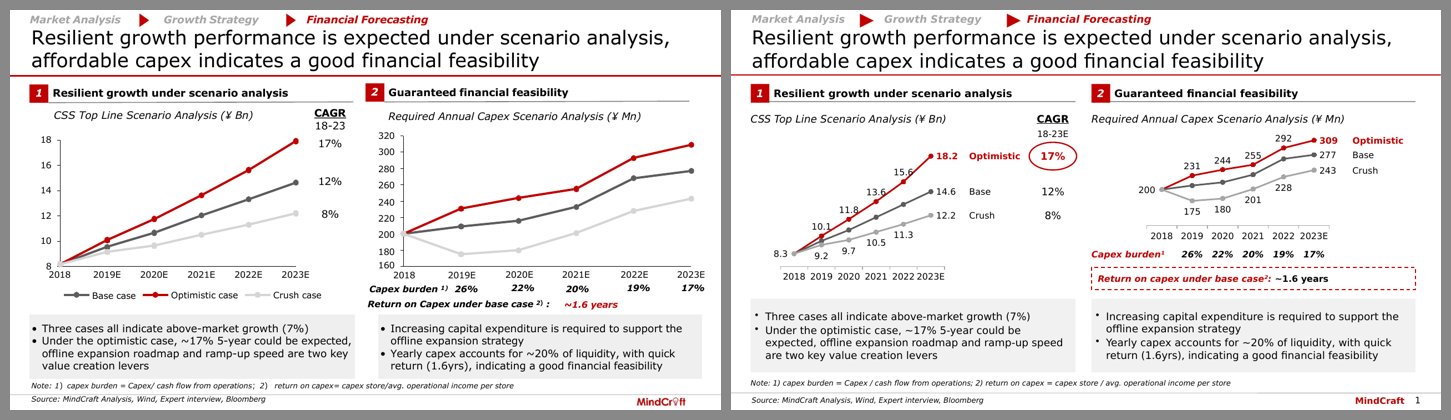 Market Analysis Growth Strategy Financial Forecasting
Resilient growth performance is expected under scenario analysis,
affordable capex indicates a good financial feasibility
1 Resilient growth under scenario analysis
CSS Top Line Scenario Analysis (¥ Bn)
CAGR
18-23
17%
12%
8%
18
16
14
12
10
8
2018 2019E 2020E 2021E 2022E 2023E
Base case Optimistic case Crush case
• Three cases all indicate above-market growth (7%)
• Under the optimistic case, ~17% 5-year could be expected,
offline expansion roadmap and ramp-up speed are two key
value creation levers
2 Guaranteed financial feasibility
Required Annual Capex Scenario Analysis (¥ Mn)
320
300
280
260
240
220
200
180
160
2018 2019E 2020E 2021E 2022E 2023E
Capex burden 1) 26% 22% 20% 19% 17%
Return on Capex under base case 2) : ~1.6 years
• Increasing capital expenditure is required to support the
offline expansion strategy
• Yearly capex accounts for ~20% of liquidity, with quick
return (1.6yrs), indicating a good financial feasibility
Note: 1) capex burden = Capex/ cash flow from operations; 2) return on capex= capex store/avg. operational income per store
Source: MindCraft Analysis, Wind, Expert interview, Bloomberg
MindCraft
Market Analysis Growth Strategy Financial Forecasting
Resilient growth performance is expected under scenario analysis,
affordable capex indicates a good financial feasibility
1 Resilient growth under scenario analysis
CSS Top Line Scenario Analysis (¥ Bn)
CAGR
18-23E
18.2 Optimistic 17%
14.6 Base 12%
12.2 Crush 8%
8.3
10.1 11.8 13.6 15.6
9.2 9.7 10.5 11.3
2018 2019 2020 2021 2022 2023E
• Three cases all indicate above-market growth (7%)
• Under the optimistic case, ~17% 5-year could be
expected, offline expansion roadmap and ramp-up speed
are two key value creation levers
2 Guaranteed financial feasibility
Required Annual Capex Scenario Analysis (¥ Mn)
231 244 255 292
309 Optimistic
277 Base
243 Crush
200
175 180 201 228
2018 2019 2020 2021 2022 2023E
Capex burden¹ 26% 22% 20% 19% 17%
Return on capex under base case²: ~1.6 years
• Increasing capital expenditure is required to support the
offline expansion strategy
• Yearly capex accounts for ~20% of liquidity, with quick
return (1.6yrs), indicating a good financial feasibility
Note: 1) capex burden = Capex / cash flow from operations; 2) return on capex = capex store / avg. operational income per store
Source: MindCraft Analysis, Wind, Expert interview, Bloomberg
MindCraft 1